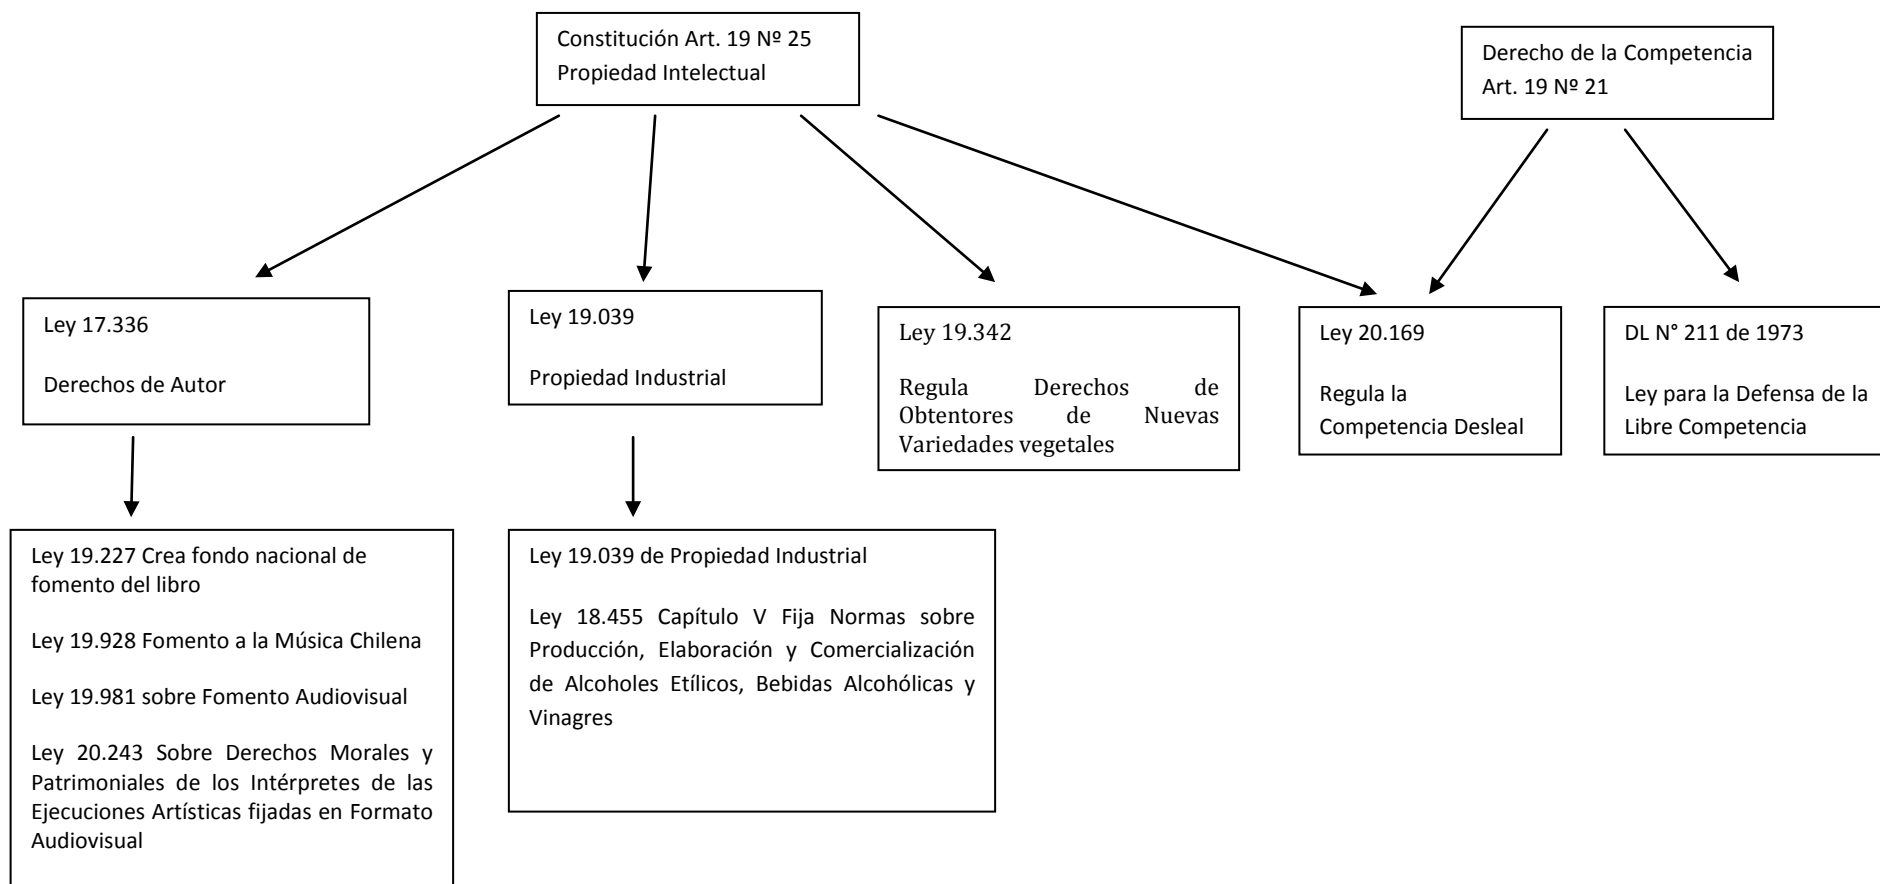 Constitución Art. 19 Nº 25
Propiedad Intelectual
Derecho de la Competencia
Art. 19 Nº 21
Ley 17.336
Derechos de Autor
Ley 19.039
Propiedad Industrial
Ley 19.342
Regula Derechos de
Obtentores de Nuevas
Variedades vegetales
Ley 20.169
Regula la
Competencia Desleal
DL N° 211 de 1973
Ley para la Defensa de la
Libre Competencia
Ley 19.227 Crea fondo nacional de
fomento del libro
Ley 19.928 Fomento a la Música Chilena
Ley 19.981 sobre Fomento Audiovisual
Ley 20.243 Sobre Derechos Morales y
Patrimoniales de los Intérpretes de las
Ejecuciones Artísticas fijadas en Formato
Audiovisual
Ley 19.039 de Propiedad Industrial
Ley 18.455 Capítulo V Fija Normas sobre
Producción, Elaboración y Comercialización
de Alcoholes Etílicos, Bebidas Alcohólicas y
Vinagres